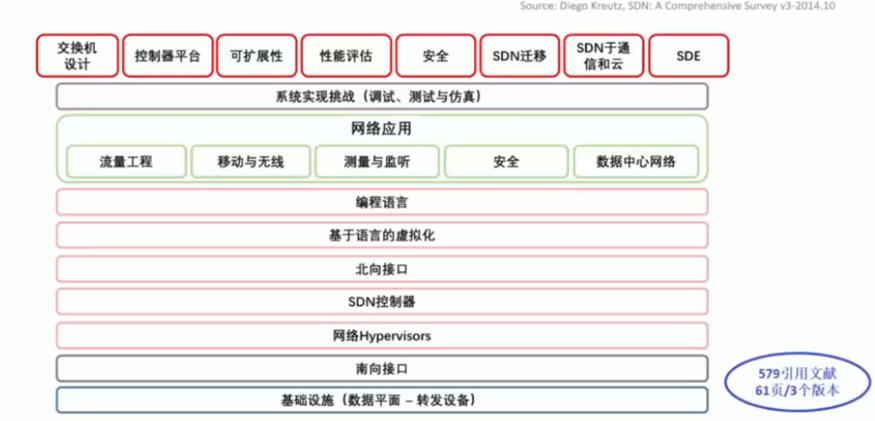 Source: Diego Kreutz, SDN: A Comprehensive Survey v3-2014.10
交换机
设计
控制器平台
可扩展性
性能评估
安全
SDN迁移
SDN于通
信和云
SDE
系统实现挑战（调试、测试与仿真）
网络应用
流量工程
移动与无线
测量与监听
安全
数据中心网络
编程语言
基于语言的虚拟化
北向接口
SDN控制器
网络Hypervisors
南向接口
基础设施（数据平面 – 转发设备）
579引用文献
61页/3个版本